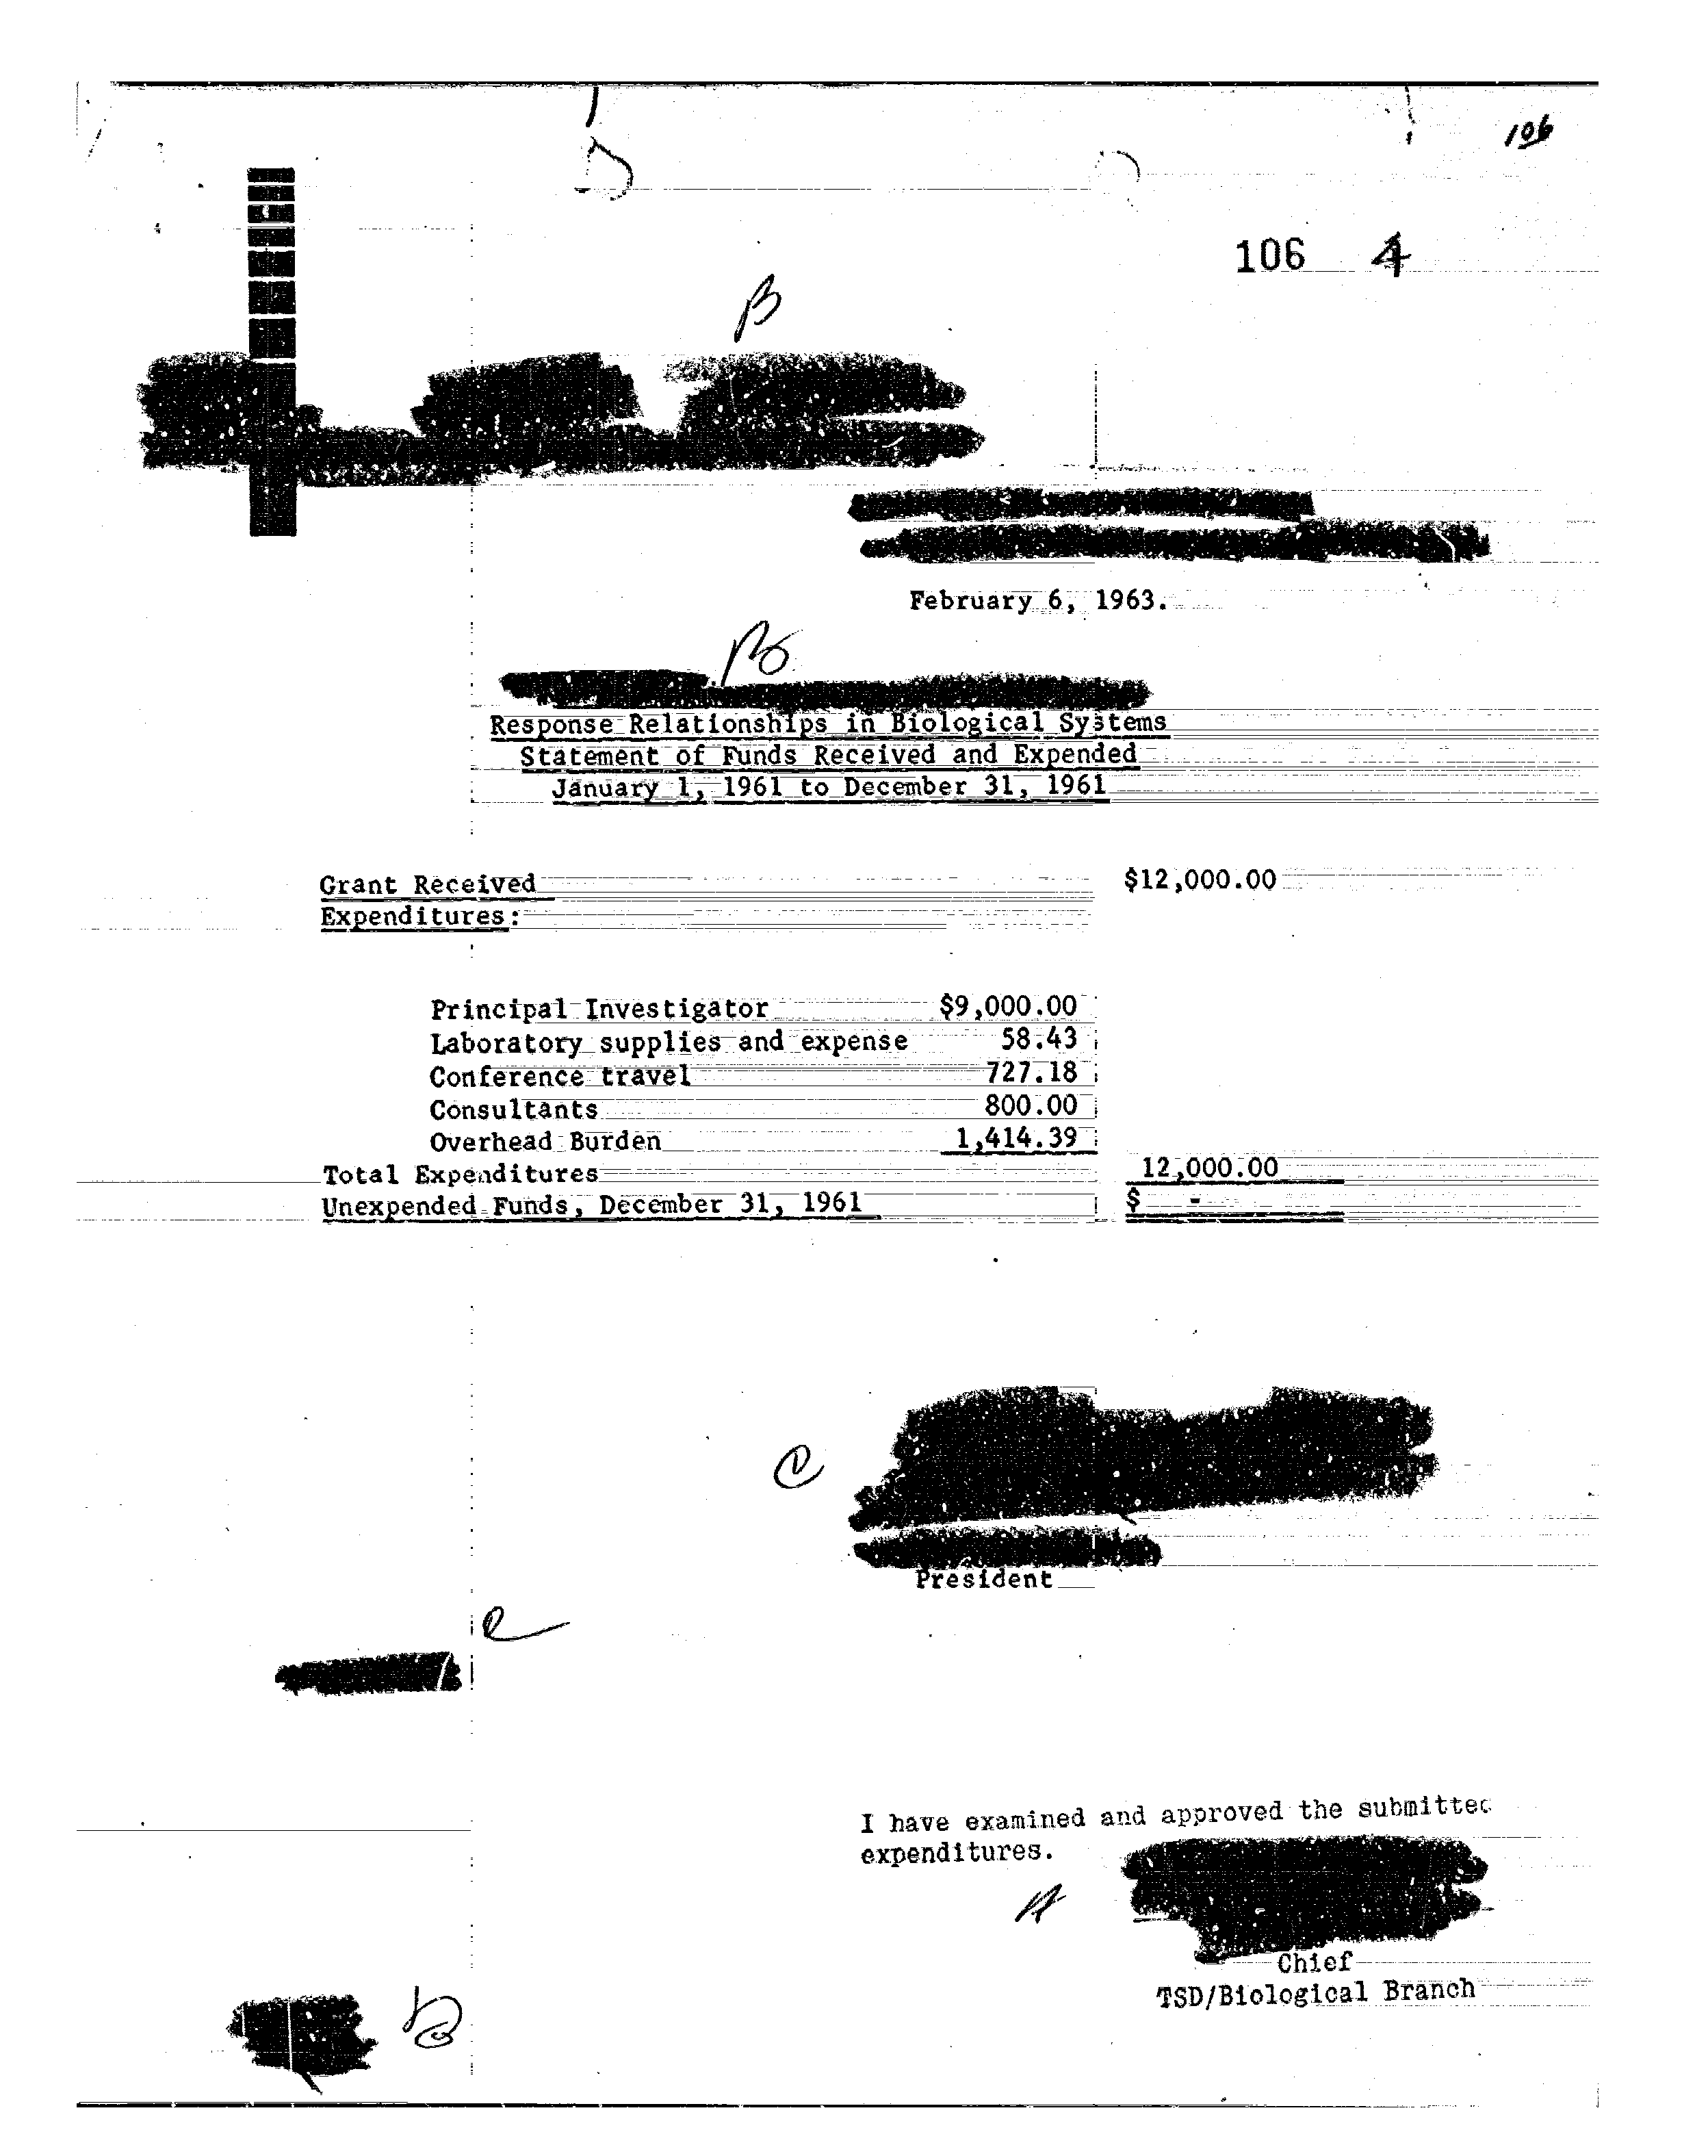 106
106 4
B
February 6, 1963.
B
Response Relationships in Biological Systems
Statement of Funds Received and Expended
January 1, 1961 to December 31, 1961
Grant Received $12,000.00
Expenditures:
Principal Investigator $9,000.00
Laboratory supplies and expense 58.43
Conference travel 727.18
Consultants 800.00
Overhead Burden 1,414.39
Total Expenditures 12,000.00
Unexpended Funds, December 31, 1961 $ -
C
President
C
I have examined and approved the submitted
expenditures.
A
Chief
TSD/Biological Branch